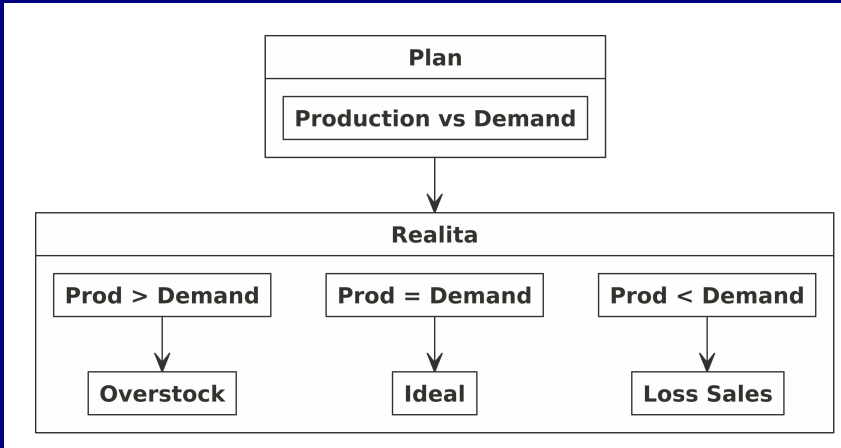 Plan
Production vs Demand
Realita
Prod > Demand
Prod = Demand
Prod < Demand
Overstock
Ideal
Loss Sales